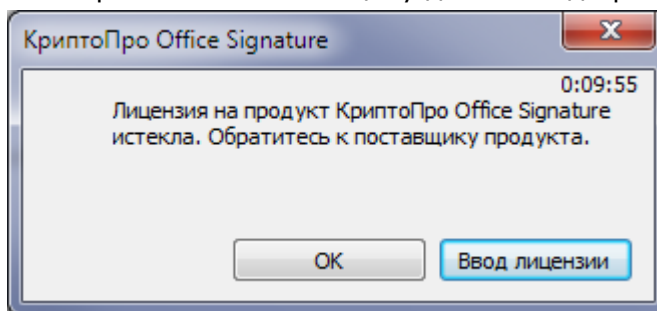 КриптоПро Office Signature
0:09:55
Лицензия на продукт КриптоПро Office Signature
истекла. Обратитесь к поставщику продукта.
OK
Ввод лицензии